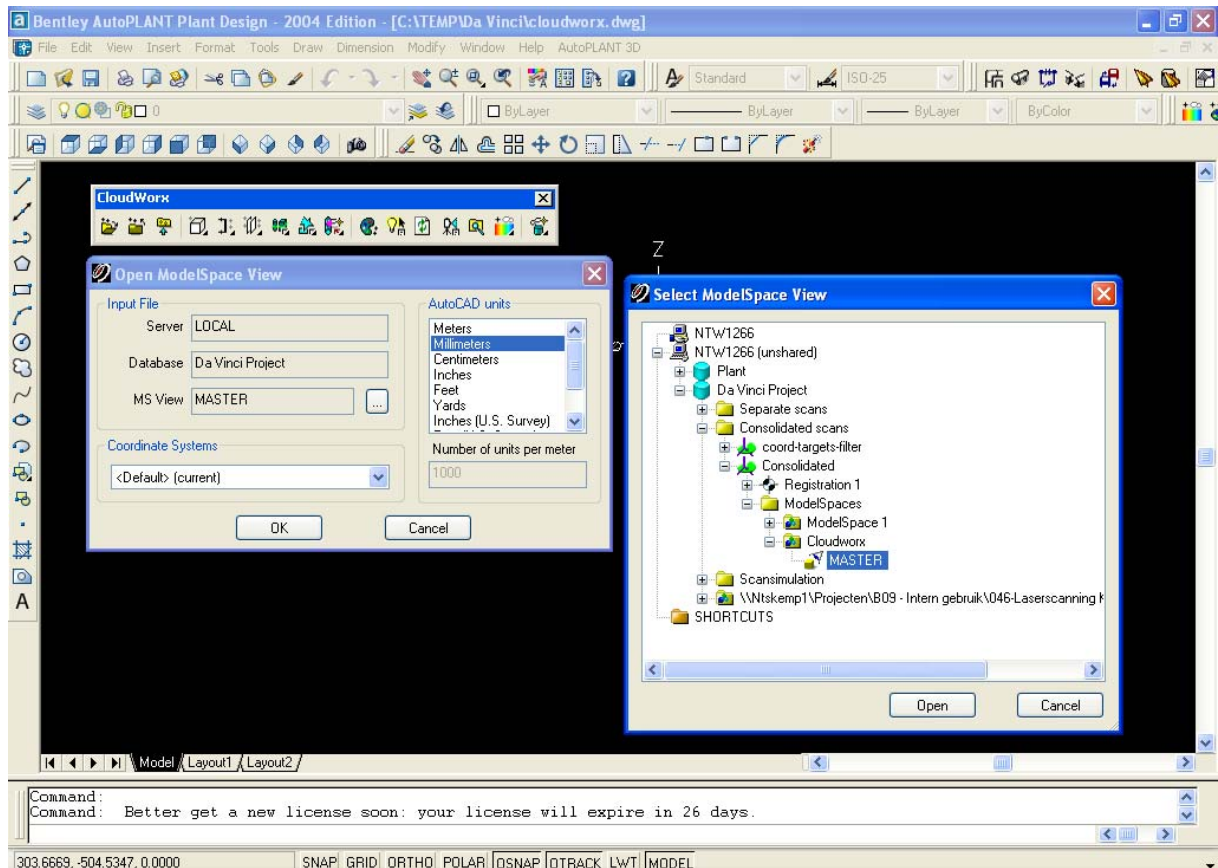 Bentley AutoPLANT Plant Design - 2004 Edition - [C:\TEMP\Da Vinci\cloudworx.dwg]
File Edit View Insert Format Tools Draw Dimension Modify Window Help AutoPLANT 3D
Standard ISO-25
0 ByLayer ByLayer ByLayer ByColor
CloudWorx
Z
Open ModelSpace View
Input File
Server LOCAL
Database Da Vinci Project
MS View MASTER ...
Coordinate Systems
<Default> (current)
AutoCAD units
Meters
Millimeters
Centimeters
Inches
Feet
Yards
Inches (U.S. Survey)
Number of units per meter
1000
OK Cancel
Select ModelSpace View
NTW1266
NTW1266 (unshared)
Plant
Da Vinci Project
Separate scans
Consolidated scans
coord-targets-filter
Consolidated
Registration 1
ModelSpaces
ModelSpace 1
Cloudworx
MASTER
Scansimulation
\\Ntskemp1\Projecten\B09 - Intern gebruik\046-Laserscanning
SHORTCUTS
Open Cancel
Model Layout1 Layout2
Command:
Command: Better get a new license soon: your license will expire in 26 days.
303.6669, -504.5347, 0.0000 SNAP GRID ORTHO POLAR OSNAP OTRACK LWT MODEL